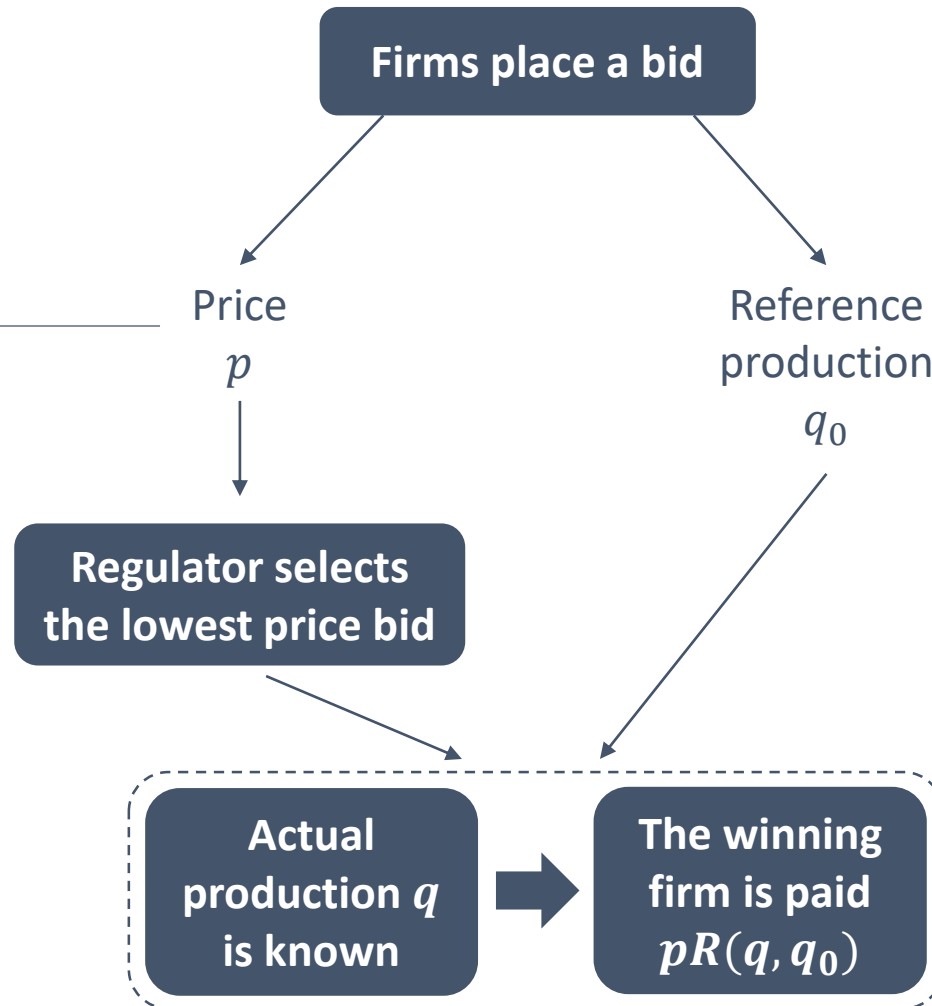 Firms place a bid
Price
p
Reference
production
q₀
Regulator selects
the lowest price bid
Actual
production q
is known
The winning
firm is paid
pR(q, q₀)